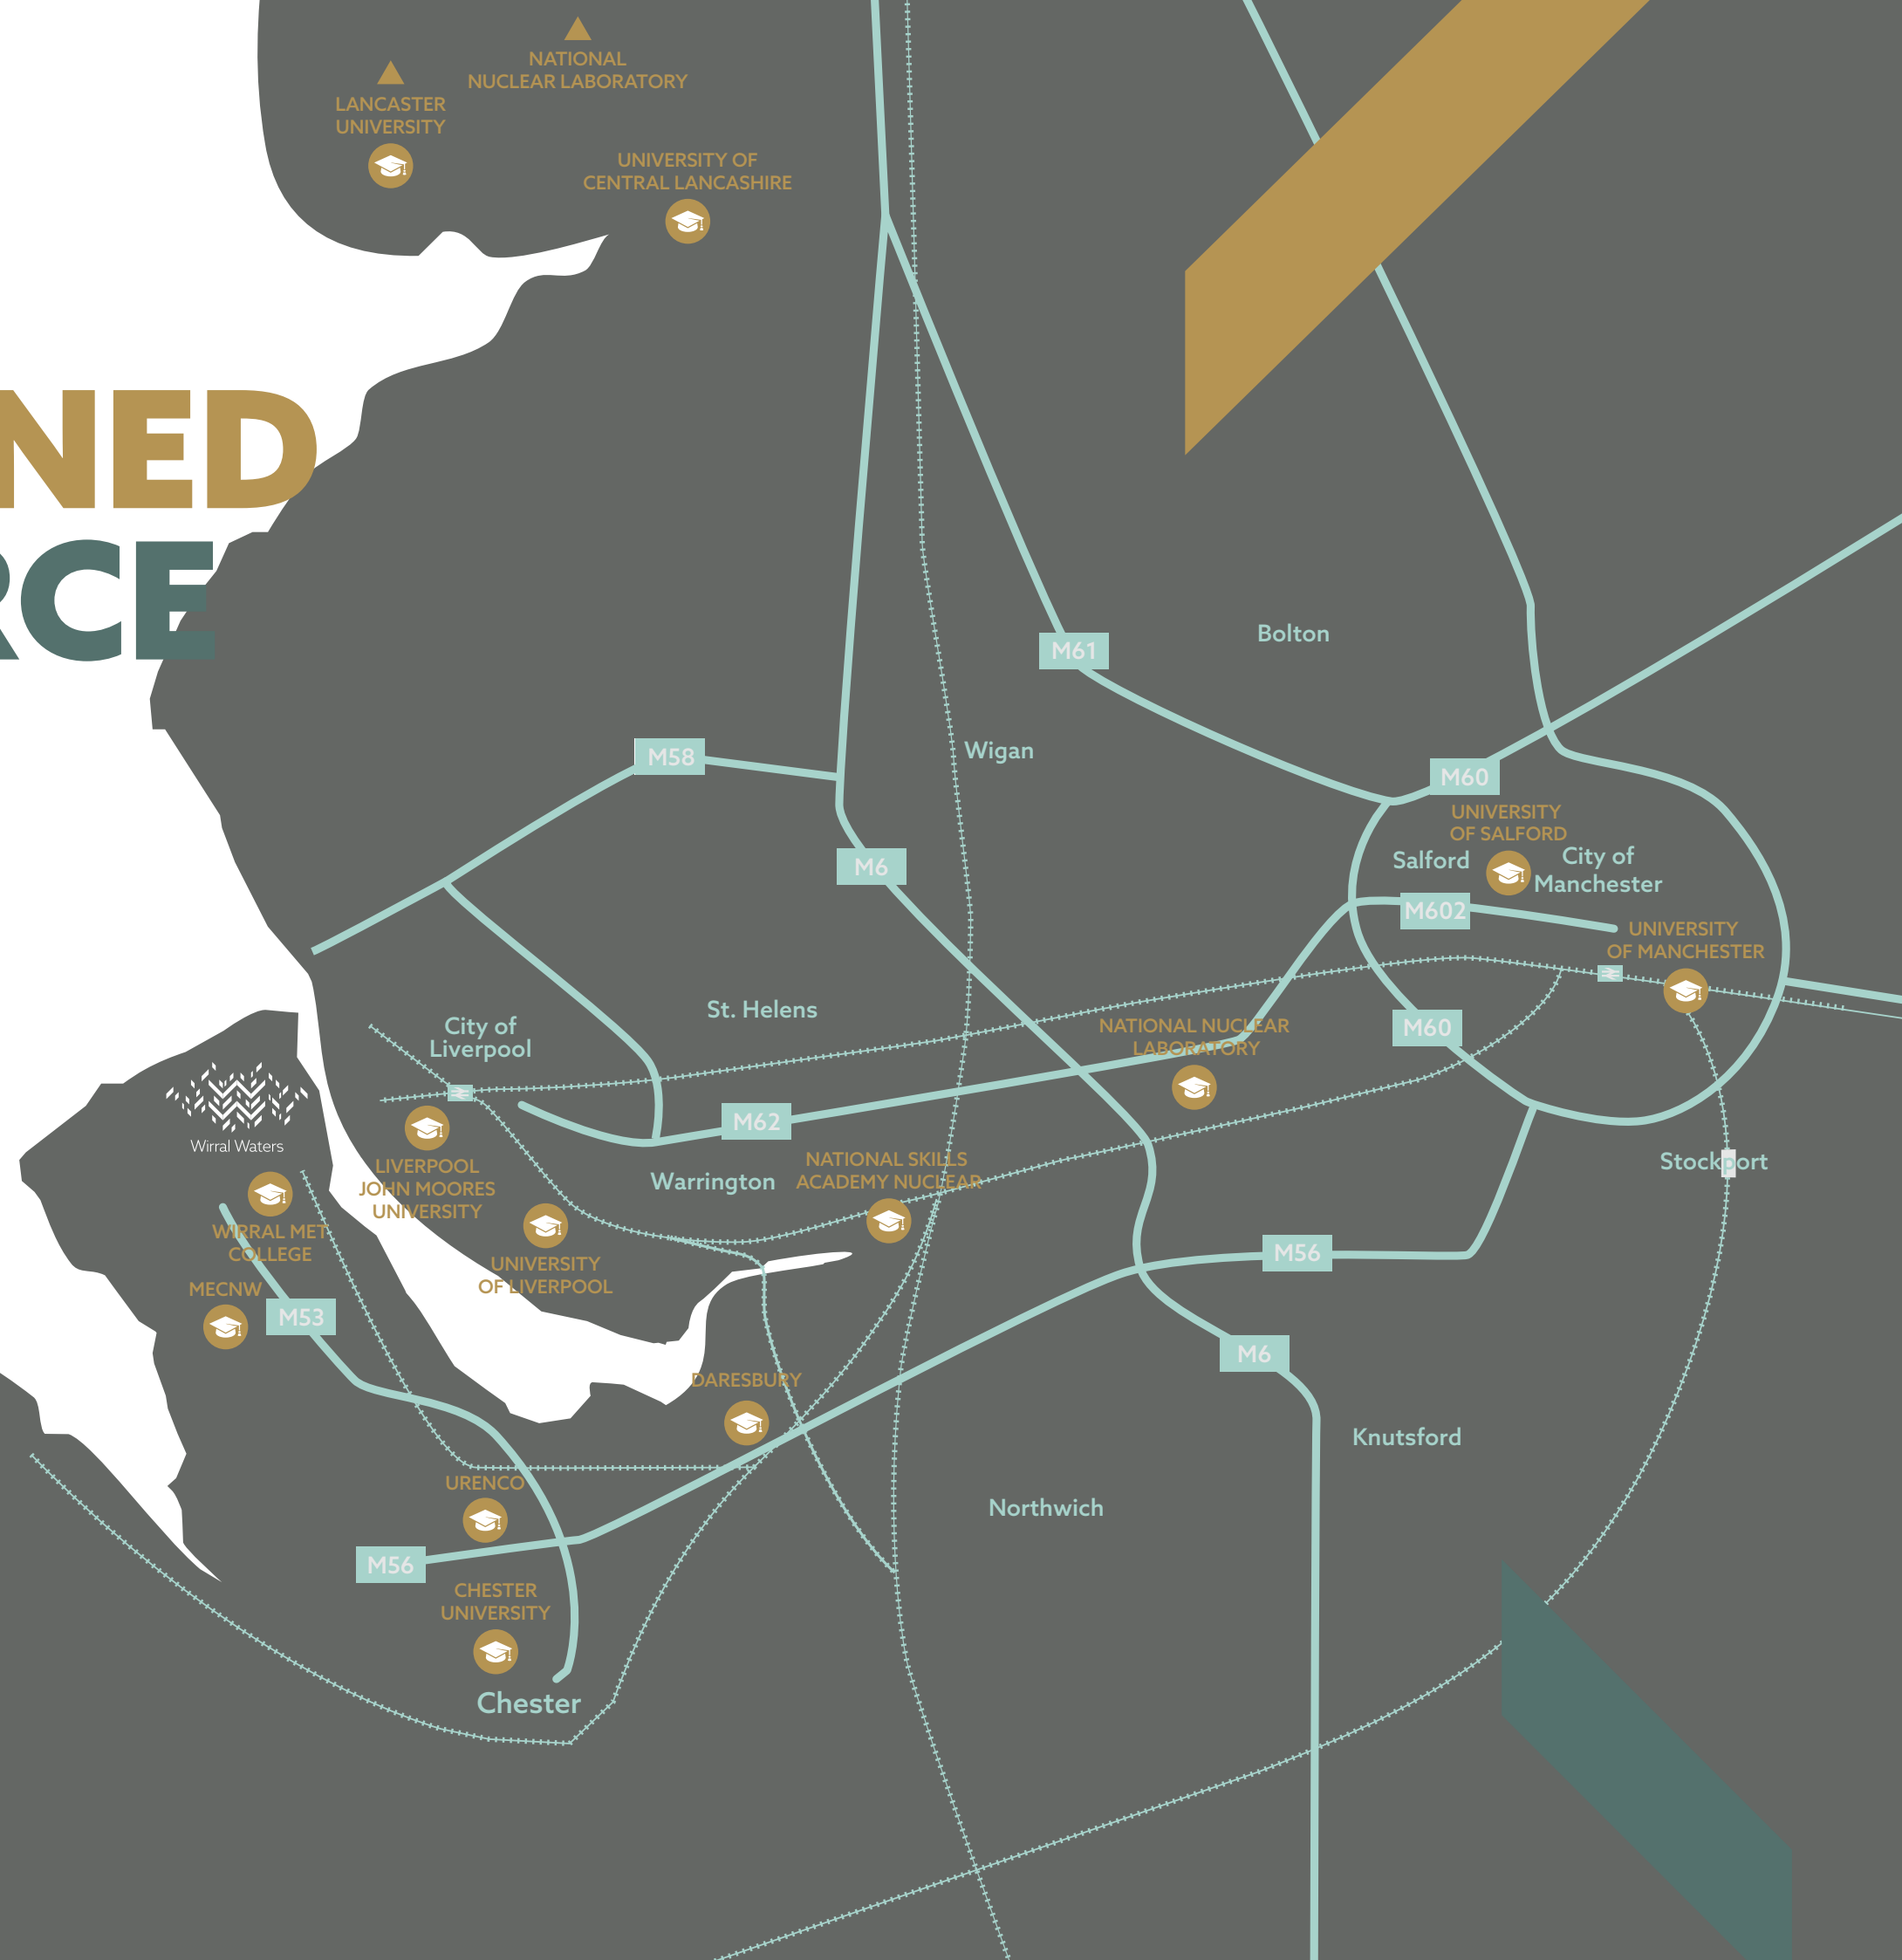 NATIONAL
NUCLEAR LABORATORY
LANCASTER
UNIVERSITY
UNIVERSITY OF
CENTRAL LANCASHIRE
NED
RCE
M61
Bolton
Wigan
M58
M60
UNIVERSITY
OF SALFORD
M6
Salford
City of
Manchester
M602
UNIVERSITY
OF MANCHESTER
St. Helens
City of
Liverpool
NATIONAL NUCLEAR
LABORATORY
M60
M62
Wirral Waters
LIVERPOOL
JOHN MOORES
UNIVERSITY
Warrington
NATIONAL SKILLS
ACADEMY NUCLEAR
Stockport
WIRRAL MET
COLLEGE
UNIVERSITY
OF LIVERPOOL
M56
MECNW
M53
M6
DARESBURY
Knutsford
URENCO
Northwich
M56
CHESTER
UNIVERSITY
Chester